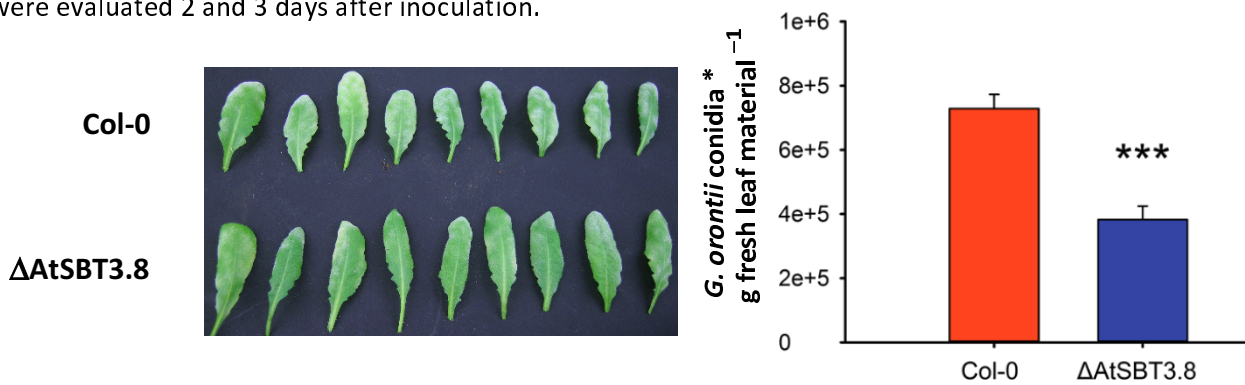 were evaluated 2 and 3 days after inoculation.
Col-0
ΔAtSBT3.8
G. orontii conidia *
g fresh leaf material –1
1e+6
8e+5
6e+5
4e+5
2e+5
0
***
Col-0
ΔAtSBT3.8